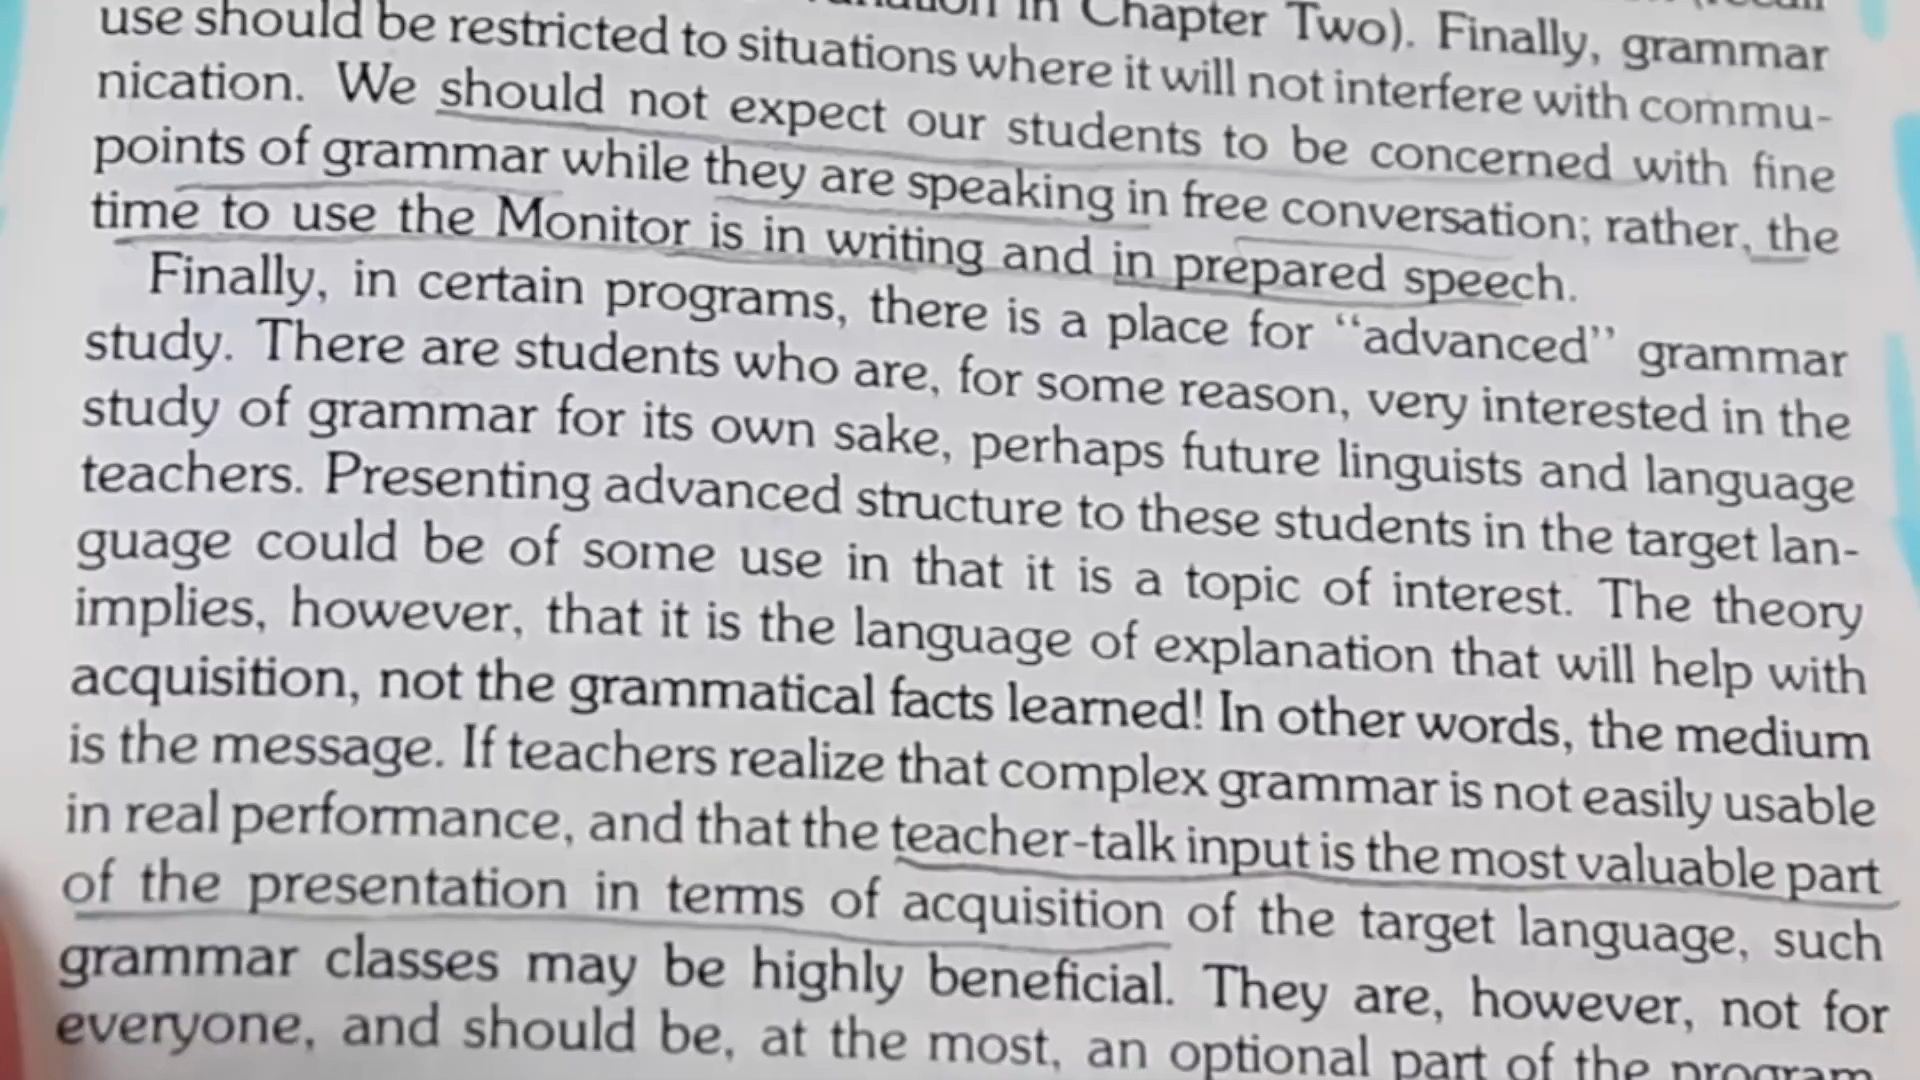 in Chapter Two). Finally, grammar
use should be restricted to situations where it will not interfere with commu-
nication. We should not expect our students to be concerned with fine
points of grammar while they are speaking in free conversation; rather, the
time to use the Monitor is in writing and in prepared speech.
Finally, in certain programs, there is a place for “advanced” grammar
study. There are students who are, for some reason, very interested in the
study of grammar for its own sake, perhaps future linguists and language
teachers. Presenting advanced structure to these students in the target lan-
guage could be of some use in that it is a topic of interest. The theory
implies, however, that it is the language of explanation that will help with
acquisition, not the grammatical facts learned! In other words, the medium
is the message. If teachers realize that complex grammar is not easily usable
in real performance, and that the teacher-talk input is the most valuable part
of the presentation in terms of acquisition of the target language, such
grammar classes may be highly beneficial. They are, however, not for
everyone, and should be, at the most, an optional part of the program